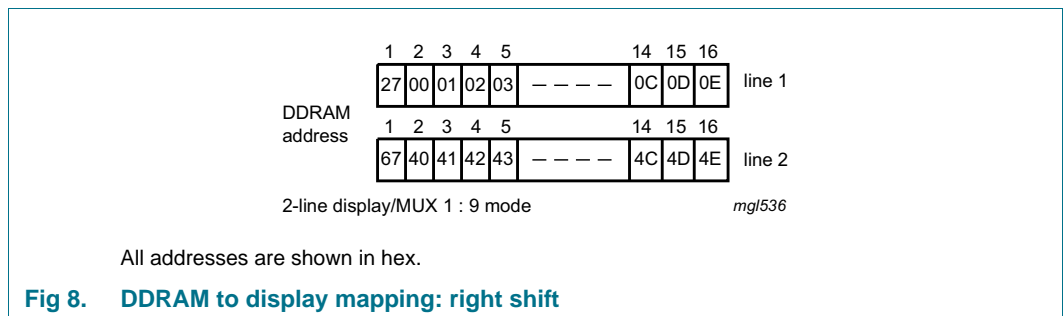 1 2 3 4 5 14 15 16
27 00 01 02 03 – – – – 0C 0D 0E line 1
DDRAM
address
1 2 3 4 5 14 15 16
67 40 41 42 43 – – – – 4C 4D 4E line 2
2-line display/MUX 1 : 9 mode mgl536
All addresses are shown in hex.
Fig 8. DDRAM to display mapping: right shift